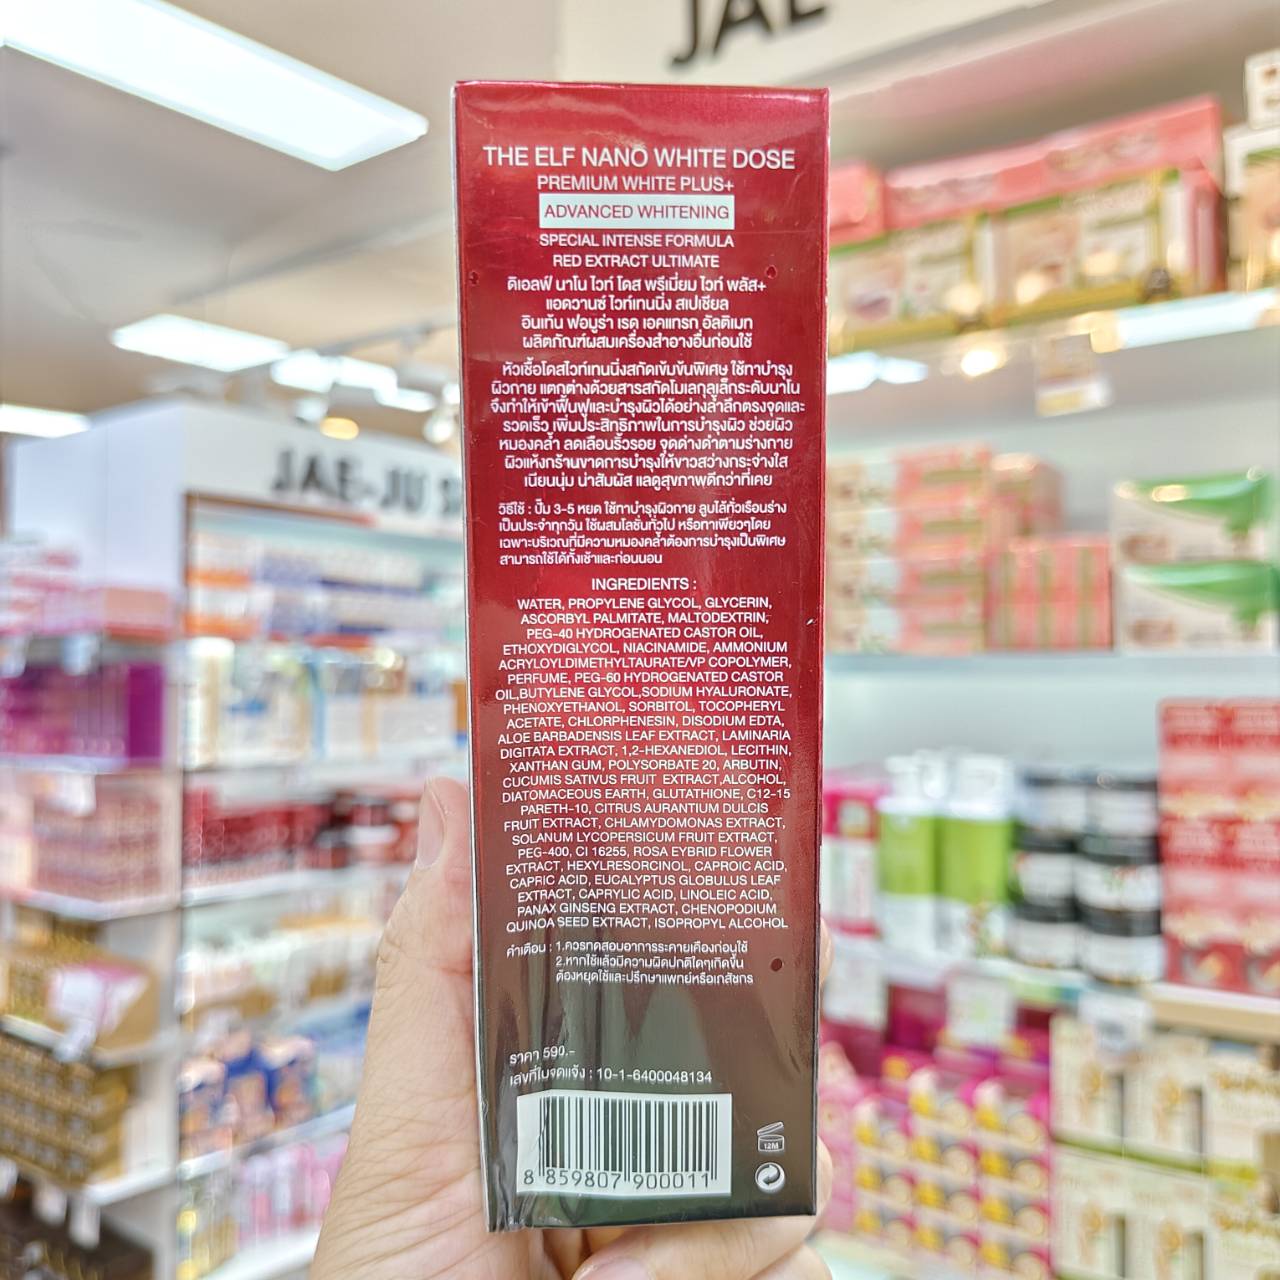 JAE
JAE-JU S
THE ELF NANO WHITE DOSE
PREMIUM WHITE PLUS+
ADVANCED WHITENING
SPECIAL INTENSE FORMULA
RED EXTRACT ULTIMATE
ดิเอลฟ์ นาโน ไวท์ โดส พรีเมี่ยม ไวท์ พลัส+
แอดวานซ์ ไวท์เทนนิ่ง สเปเชียล
อินเท้น ฟอมูร่า เรด เอคแทรก อัลติเมท
ผลิตภัณฑ์ผสมเครื่องสำอางอื่นก่อนใช้
หัวเชื้อโดสไวท์เทนนิ่งสกัดเข้มข้นพิเศษ ใช้ทาบำรุง
ผิวกาย แตกต่างด้วยสารสกัดโมเลกุลเล็กระดับนาโน
จึงทำให้เข้าฟื้นฟูและบำรุงผิวได้อย่างล้ำลึกตรงจุดและ
รวดเร็ว เพิ่มประสิทธิภาพในการบำรุงผิว ช่วยผิว
หมองคล้ำ ลดเลือนริ้วรอย จุดด่างดำตามร่างกาย
ผิวแห้งกร้านขาดการบำรุงให้ขาวสว่างกระจ่างใส
เนียนนุ่ม น่าสัมผัส แลดูสุขภาพดีกว่าที่เคย
วิธีใช้ : ปั๊ม 3-5 หยด ใช้ทาบำรุงผิวกาย ลูบไล้ทั่วเรือนร่าง
เป็นประจำทุกวัน ใช้ผสมโลชั่นทั่วไป หรือทาเพียวๆโดย
เฉพาะบริเวณที่มีความหมองคล้ำต้องการบำรุงเป็นพิเศษ
สามารถใช้ได้ทั้งเช้าและก่อนนอน
INGREDIENTS :
WATER, PROPYLENE GLYCOL, GLYCERIN,
ASCORBYL PALMITATE, MALTODEXTRIN,
PEG-40 HYDROGENATED CASTOR OIL,
ETHOXYDIGLYCOL, NIACINAMIDE, AMMONIUM
ACRYLOYLDIMETHYLTAURATE/VP COPOLYMER,
PERFUME, PEG-60 HYDROGENATED CASTOR
OIL,BUTYLENE GLYCOL,SODIUM HYALURONATE,
PHENOXYETHANOL, SORBITOL, TOCOPHERYL
ACETATE, CHLORPHENESIN, DISODIUM EDTA,
ALOE BARBADENSIS LEAF EXTRACT, LAMINARIA
DIGITATA EXTRACT, 1,2-HEXANEDIOL, LECITHIN,
XANTHAN GUM, POLYSORBATE 20, ARBUTIN,
CUCUMIS SATIVUS FRUIT EXTRACT,ALCOHOL,
DIATOMACEOUS EARTH, GLUTATHIONE, C12-15
PARETH-10, CITRUS AURANTIUM DULCIS
FRUIT EXTRACT, CHLAMYDOMONAS EXTRACT,
SOLANUM LYCOPERSICUM FRUIT EXTRACT,
PEG-400, CI 16255, ROSA EYBRID FLOWER
EXTRACT, HEXYLRESORCINOL, CAPROIC ACID,
CAPRIC ACID, EUCALYPTUS GLOBULUS LEAF
EXTRACT, CAPRYLIC ACID, LINOLEIC ACID,
PANAX GINSENG EXTRACT, CHENOPODIUM
QUINOA SEED EXTRACT, ISOPROPYL ALCOHOL
คำเตือน : 1.ควรทดสอบอาการระคายเคืองก่อนใช้
2.หากใช้แล้วมีความผิดปกติใดๆเกิดขึ้น
ต้องหยุดใช้และปรึกษาแพทย์หรือเภสัชกร
ราคา 590.-
เลขที่ใบจดแจ้ง : 10-1-6400048134
8 859807 900011
12M